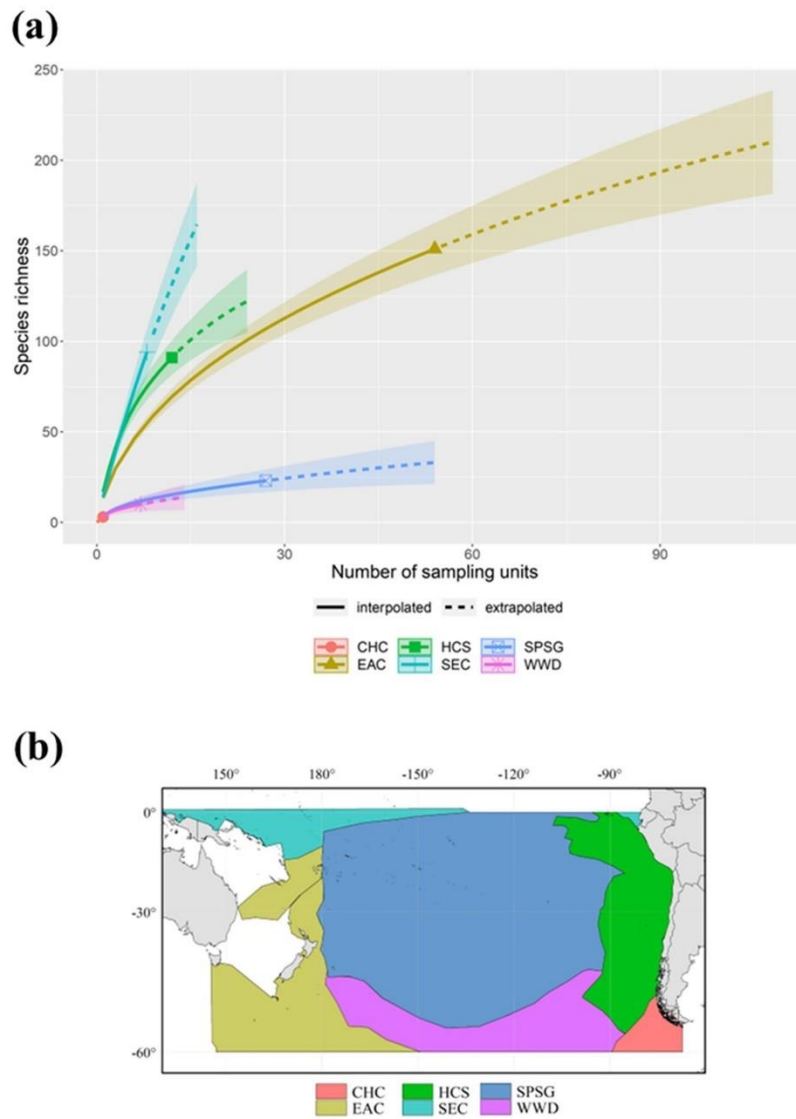 (a)
250
200
150
100
50
0
Species richness
0 30 60 90
Number of sampling units
interpolated extrapolated
CHC HCS SPSG
EAC SEC WWD
(b)
150° 180° -150° -120° -90°
0°
-30°
-60°
CHC HCS SPSG
EAC SEC WWD